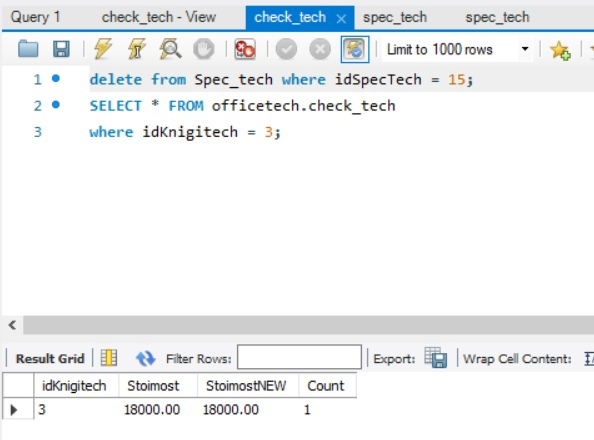 Query 1 check_tech - View check_tech × spec_tech spec_tech
Limit to 1000 rows
1 delete from Spec_tech where idSpecTech = 15;
2 SELECT * FROM officetech.check_tech
3 where idKnigitech = 3;
Result Grid Filter Rows: Export: Wrap Cell Content:
idKnigitech Stoimost StoimostNEW Count
3 18000.00 18000.00 1